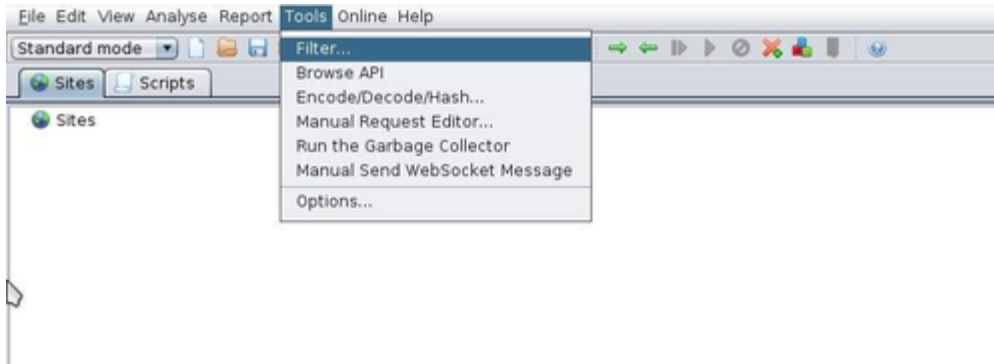 File Edit View Analyse Report Tools Online Help
Standard mode
Filter...
Browse API
Encode/Decode/Hash...
Manual Request Editor...
Run the Garbage Collector
Manual Send WebSocket Message
Options...
Sites Scripts
Sites